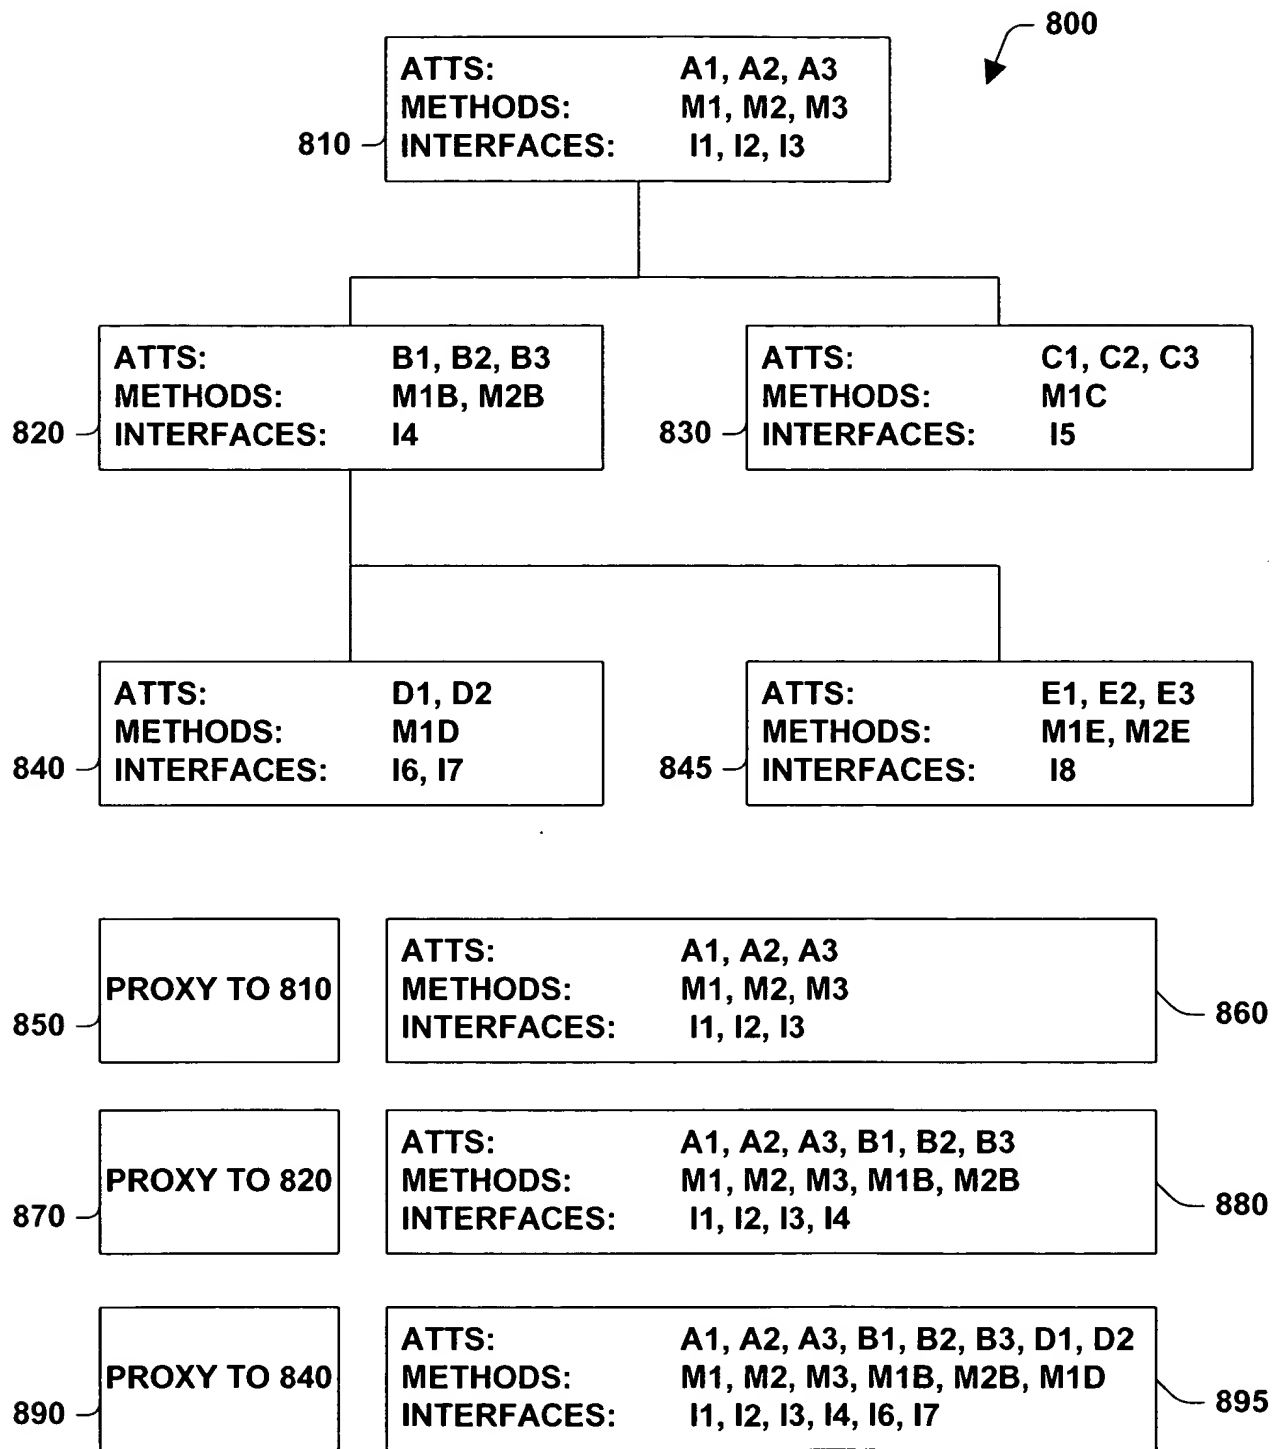 800
ATTS: A1, A2, A3
METHODS: M1, M2, M3
810 INTERFACES: I1, I2, I3
ATTS: B1, B2, B3
METHODS: M1B, M2B
820 INTERFACES: I4
ATTS: C1, C2, C3
METHODS: M1C
830 INTERFACES: I5
ATTS: D1, D2
METHODS: M1D
840 INTERFACES: I6, I7
ATTS: E1, E2, E3
METHODS: M1E, M2E
845 INTERFACES: I8
PROXY TO 810
850
ATTS: A1, A2, A3
METHODS: M1, M2, M3
INTERFACES: I1, I2, I3
860
PROXY TO 820
870
ATTS: A1, A2, A3, B1, B2, B3
METHODS: M1, M2, M3, M1B, M2B
INTERFACES: I1, I2, I3, I4
880
PROXY TO 840
890
ATTS: A1, A2, A3, B1, B2, B3, D1, D2
METHODS: M1, M2, M3, M1B, M2B, M1D
INTERFACES: I1, I2, I3, I4, I6, I7
895